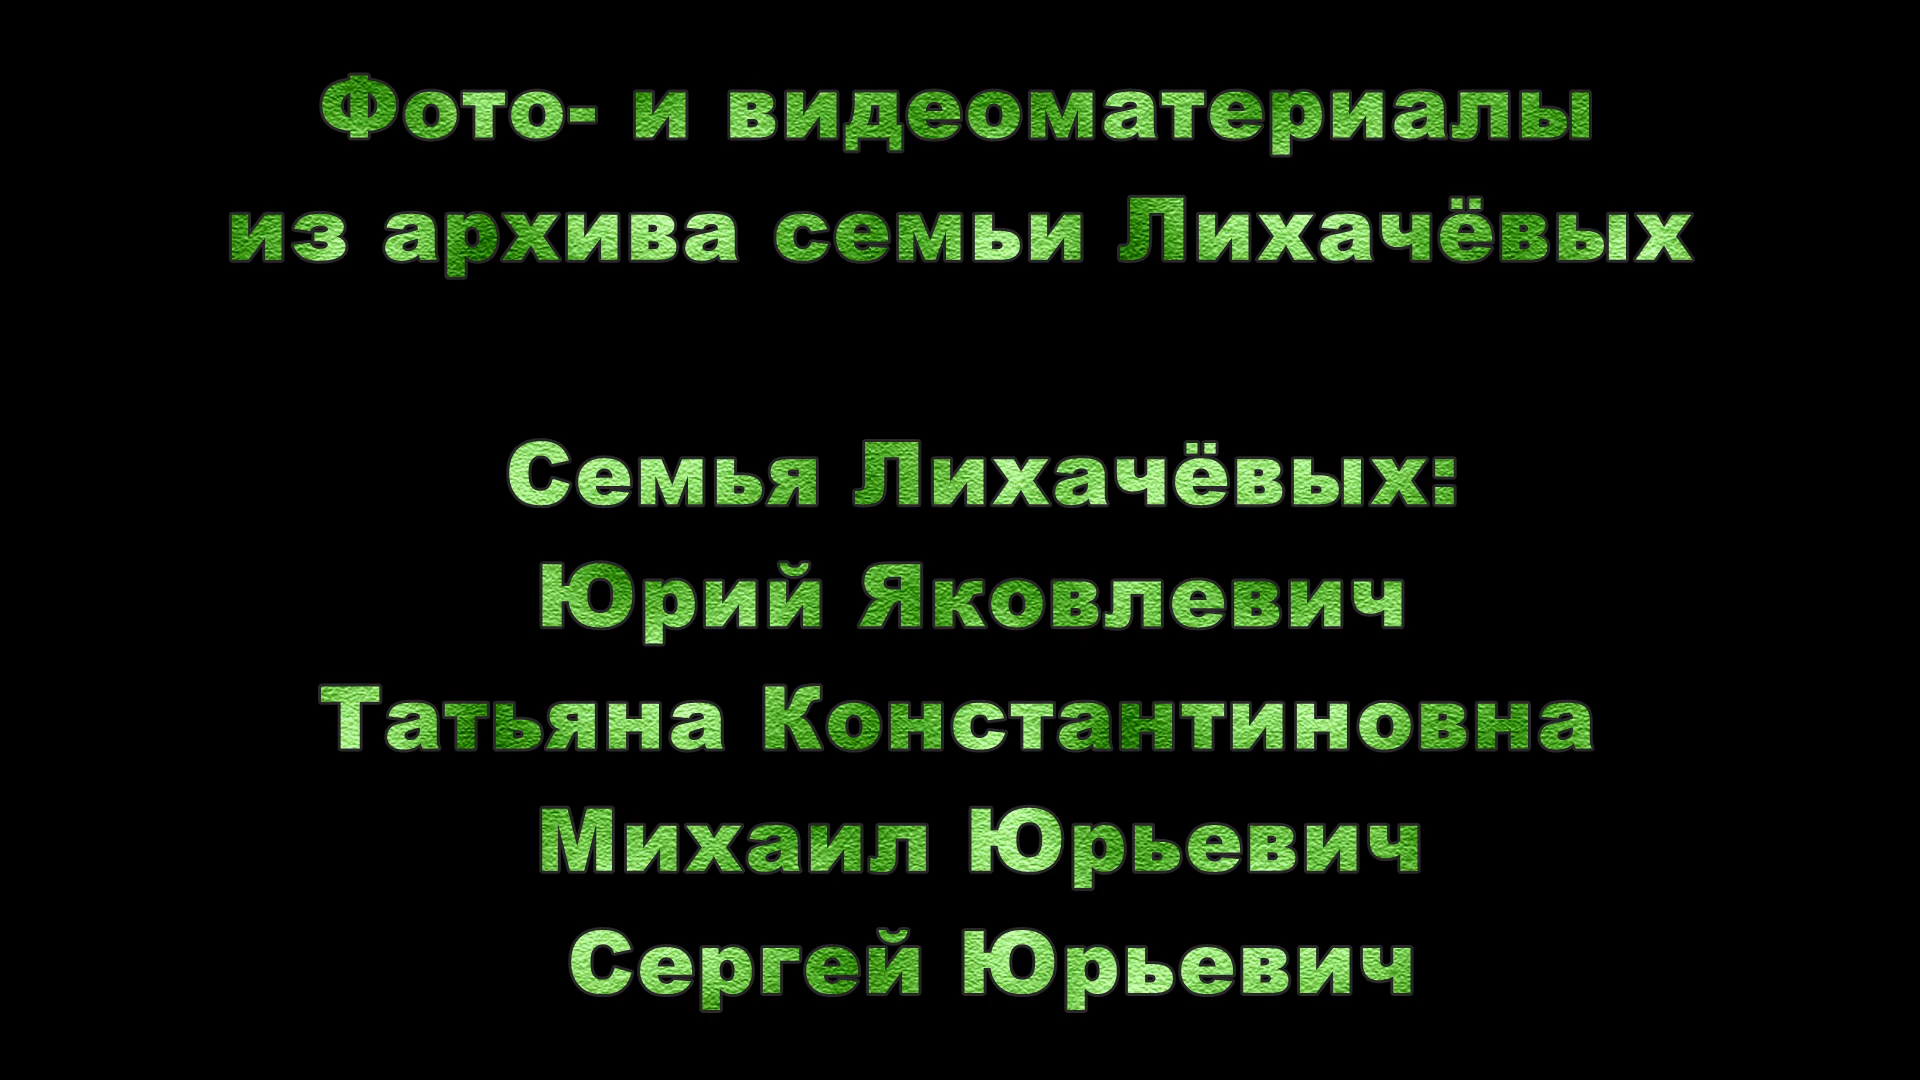 Фото- и видеоматериалы
из архива семьи Лихачёвых
Семья Лихачёвых:
Юрий Яковлевич
Татьяна Константиновна
Михаил Юрьевич
Сергей Юрьевич